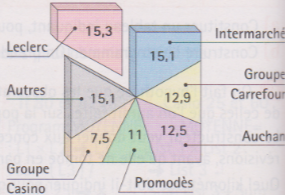 15,3
Leclerc
Intermarché
15,1
Groupe
Carrefour
12,9
Autres
15,1
12,5
Auchan
7,5
11
Groupe
Casino
Promodès